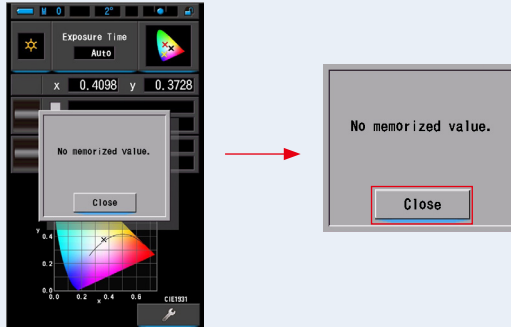 M 0 2°
Exposure Time
Auto
x 0.4098 y 0.3728
No memorized value.
Close
y
0.4
0.2
0.0
0.0 0.2 x 0.4 0.6 CIE1931
No memorized value.
Close